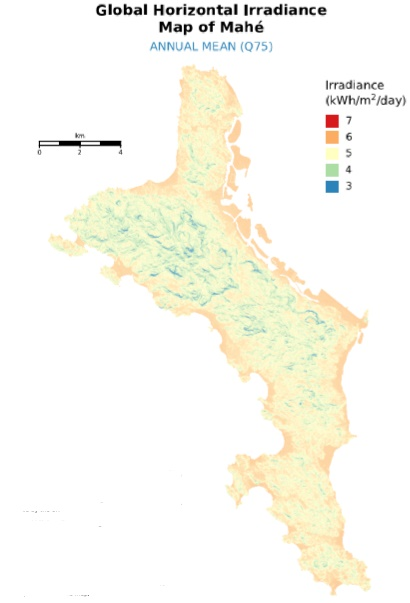 Global Horizontal Irradiance
Map of Mahé
ANNUAL MEAN (Q75)
Irradiance
(kWh/m²/day)
7
6
5
4
3
km
0 2 4